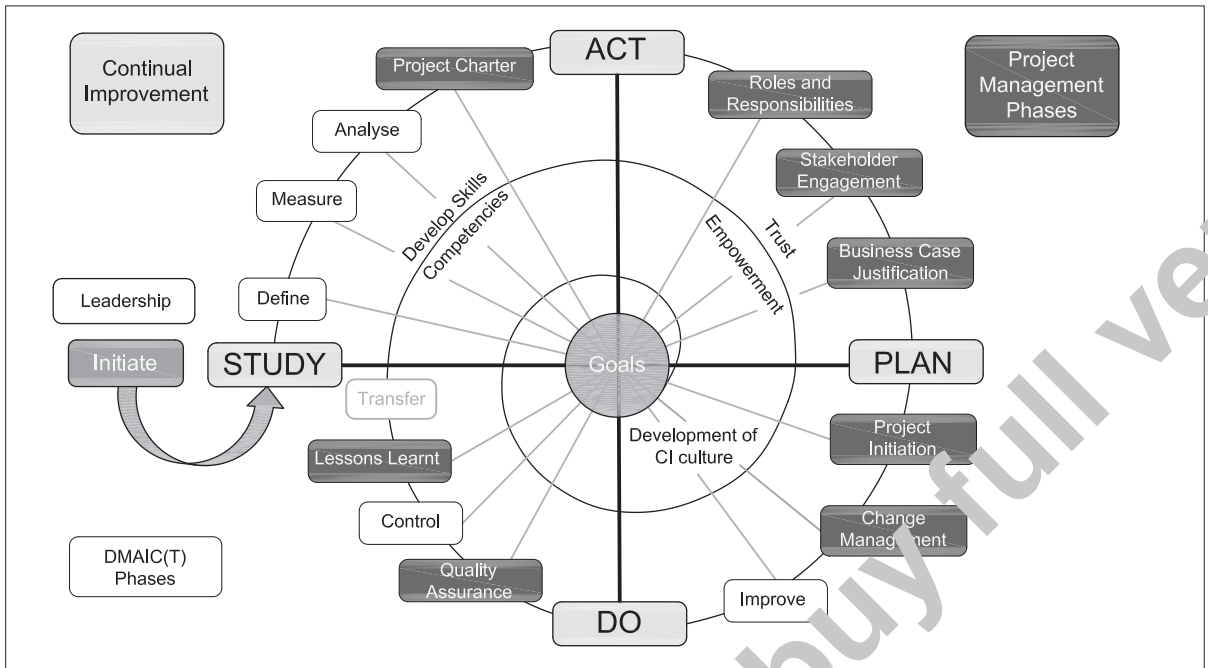 Continual
Improvement
Project Charter
ACT
Roles and
Responsibilities
Project
Management
Phases
Analyse
Stakeholder
Engagement
Measure
Develop Skills
Competencies
Trust
Empowerment
Business Case
Justification
Leadership
Define
Initiate
STUDY
Goals
PLAN
Transfer
Development of
CI culture
Project
Initiation
Lessons Learnt
Control
Change
Management
DMAIC(T)
Phases
Quality
Assurance
DO
Improve
buy full